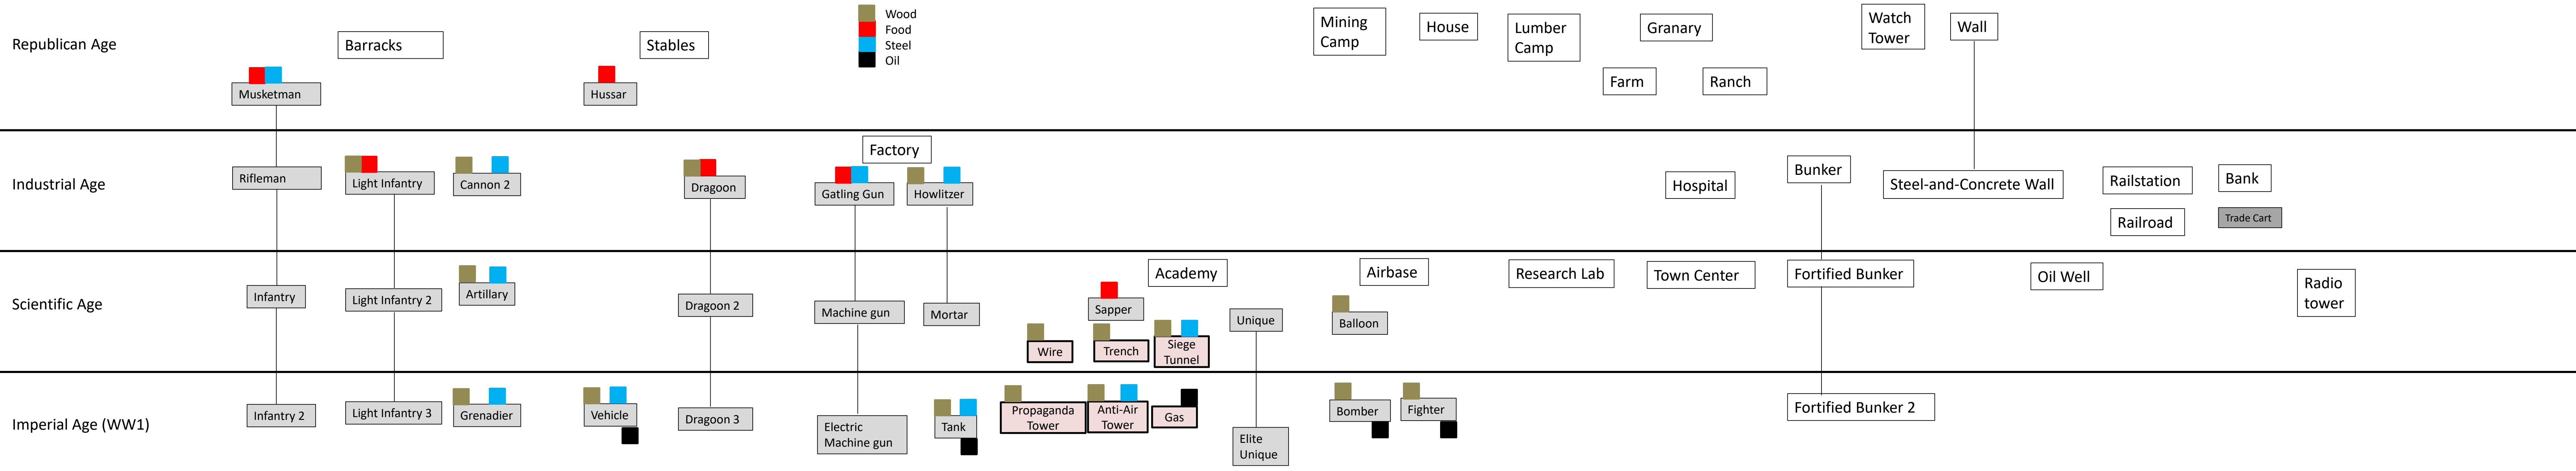 Republican Age
Barracks
Stables
Wood
Food
Steel
Oil
Mining
Camp
House
Lumber
Camp
Granary
Watch
Tower
Wall
Farm
Ranch
Musketman
Hussar
Industrial Age
Factory
Rifleman
Light Infantry
Cannon 2
Dragoon
Gatling Gun
Howlitzer
Hospital
Bunker
Steel-and-Concrete Wall
Railstation
Bank
Railroad
Trade Cart
Scientific Age
Academy
Airbase
Research Lab
Town Center
Fortified Bunker
Oil Well
Radio
tower
Infantry
Light Infantry 2
Artillary
Dragoon 2
Machine gun
Mortar
Sapper
Unique
Balloon
Wire
Trench
Siege
Tunnel
Imperial Age (WW1)
Infantry 2
Light Infantry 3
Grenadier
Vehicle
Dragoon 3
Electric
Machine gun
Tank
Propaganda
Tower
Anti-Air
Tower
Gas
Elite
Unique
Bomber
Fighter
Fortified Bunker 2